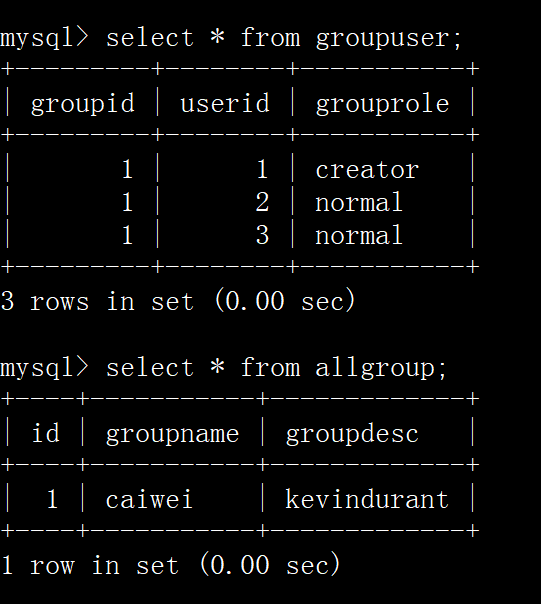 mysql> select * from groupuser;
+---------+--------+-----------+
| groupid | userid | grouprole |
+---------+--------+-----------+
|       1 |      1 | creator   |
|       1 |      2 | normal    |
|       1 |      3 | normal    |
+---------+--------+-----------+
3 rows in set (0.00 sec)

mysql> select * from allgroup;
+----+-----------+-------------+
| id | groupname | groupdesc   |
+----+-----------+-------------+
|  1 | caiwei    | kevindurant |
+----+-----------+-------------+
1 row in set (0.00 sec)